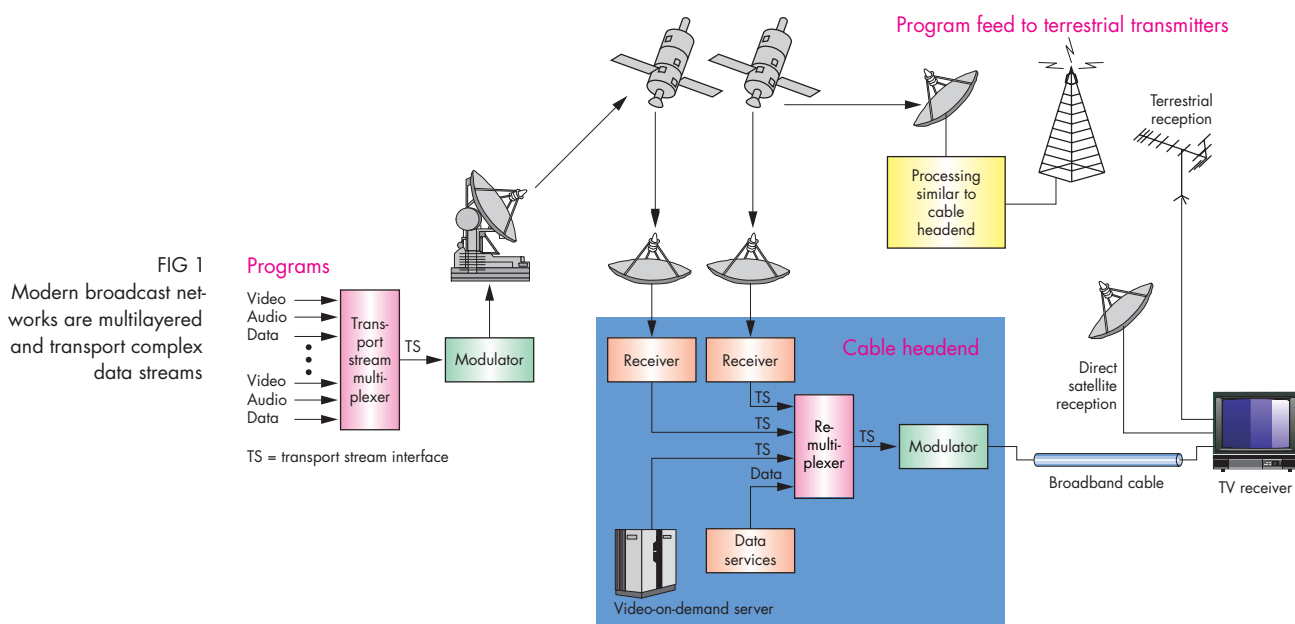 FIG 1
Modern broadcast net-
works are multilayered
and transport complex
data streams
Programs
Video
Audio
Data
Video
Audio
Data
Trans-
port
stream
multi-
plexer
TS
Modulator
TS = transport stream interface
Program feed to terrestrial transmitters
Processing
similar to
cable
headend
Terrestrial
reception
Cable headend
Receiver
Receiver
TS
TS
TS
Data
Re-
multi-
plexer
TS
Modulator
Data
services
Video-on-demand server
Direct
satellite
reception
Broadband cable
TV receiver